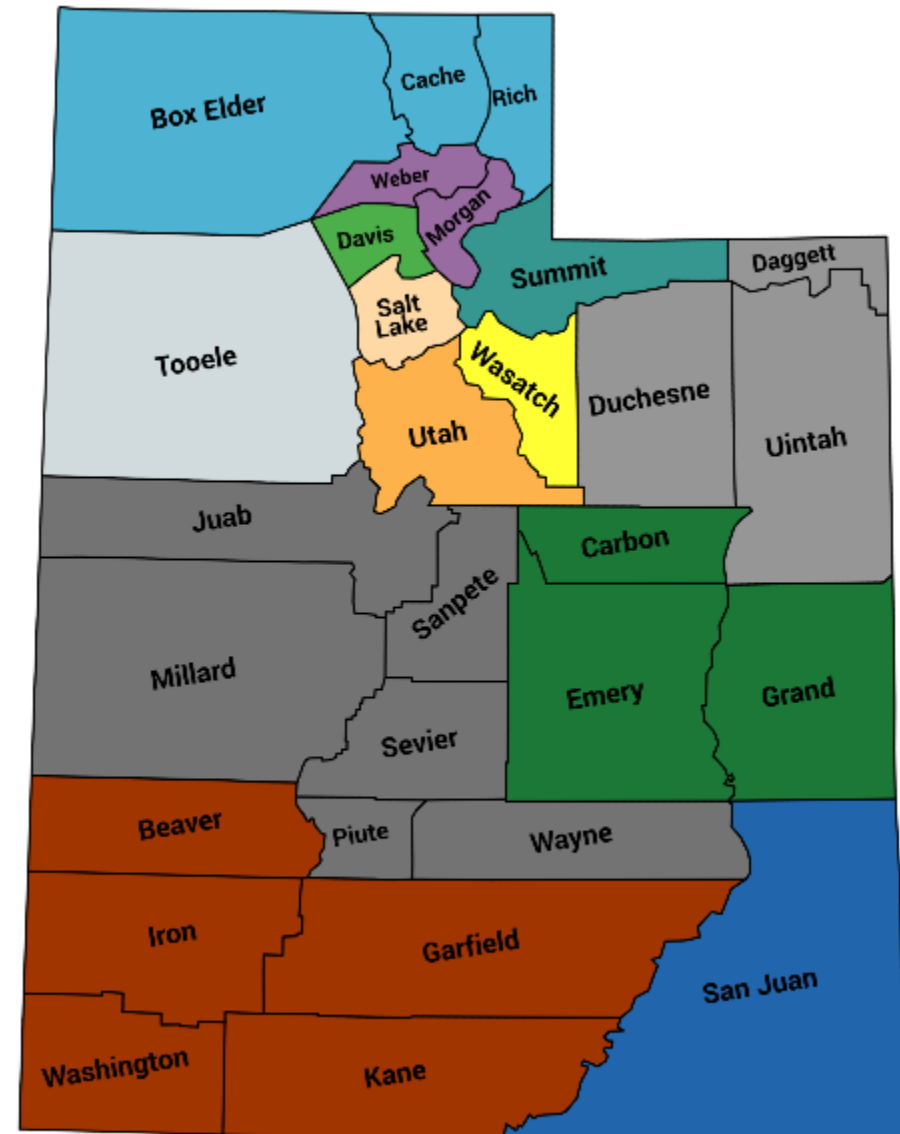 Box Elder
Cache
Rich
Weber
Morgan
Davis
Summit
Daggett
Salt
Lake
Tooele
Wasatch
Duchesne
Uintah
Utah
Juab
Carbon
Sanpete
Millard
Emery
Grand
Sevier
Beaver
Piute
Wayne
Iron
Garfield
San Juan
Washington
Kane